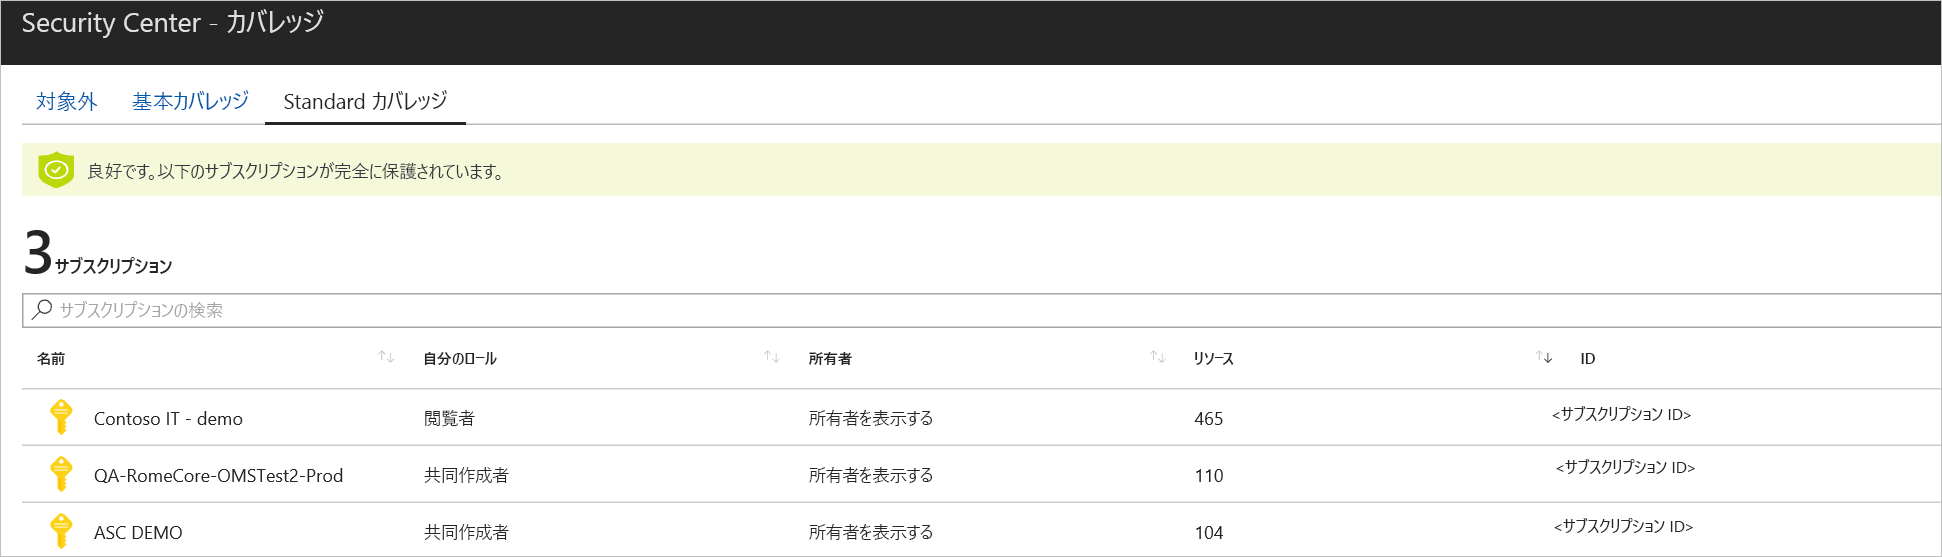 Security Center - カバレッジ
対象外 基本カバレッジ Standard カバレッジ
良好です。以下のサブスクリプションが完全に保護されています。
3 サブスクリプション
サブスクリプションの検索
名前 ↑↓ 自分のロール ↑↓ 所有者 ↑↓ リソース ↑↓ ID
Contoso IT - demo 閲覧者 所有者を表示する 465 <サブスクリプション ID>
QA-RomeCore-OMSTest2-Prod 共同作成者 所有者を表示する 110 <サブスクリプション ID>
ASC DEMO 共同作成者 所有者を表示する 104 <サブスクリプション ID>